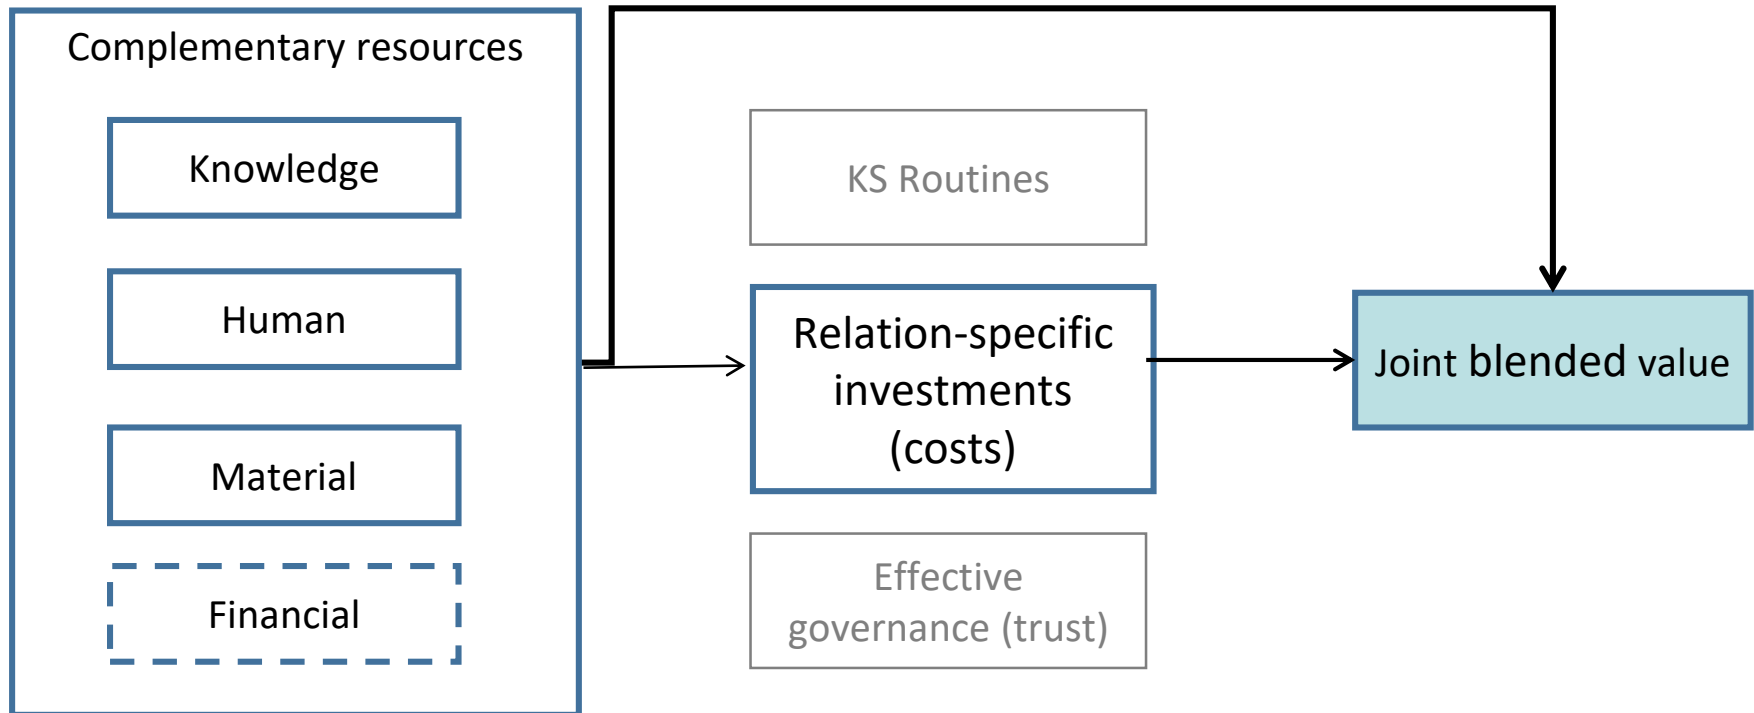 Complementary resources
Knowledge
Human
Material
Financial
KS Routines
Relation-specific
investments
(costs)
Effective
governance (trust)
Joint blended value